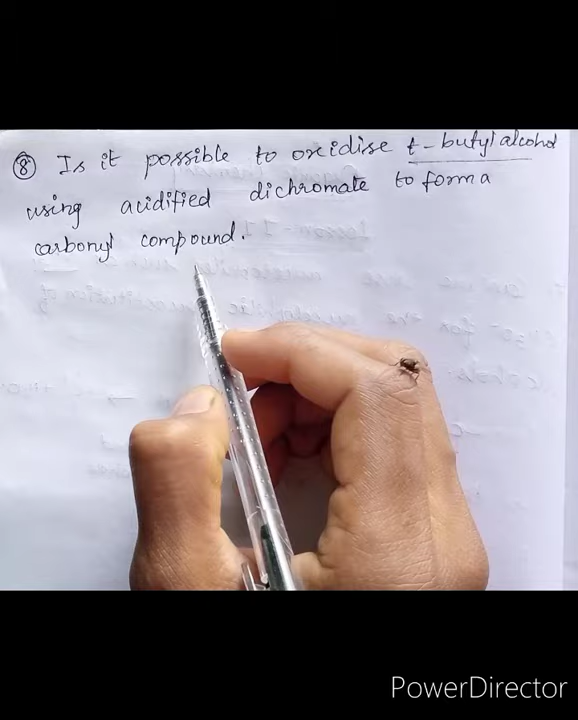 ⑧ Is it possible to oxidise t-butyl alcohol
using acidified dichromate to form a
carbonyl compound.
PowerDirector